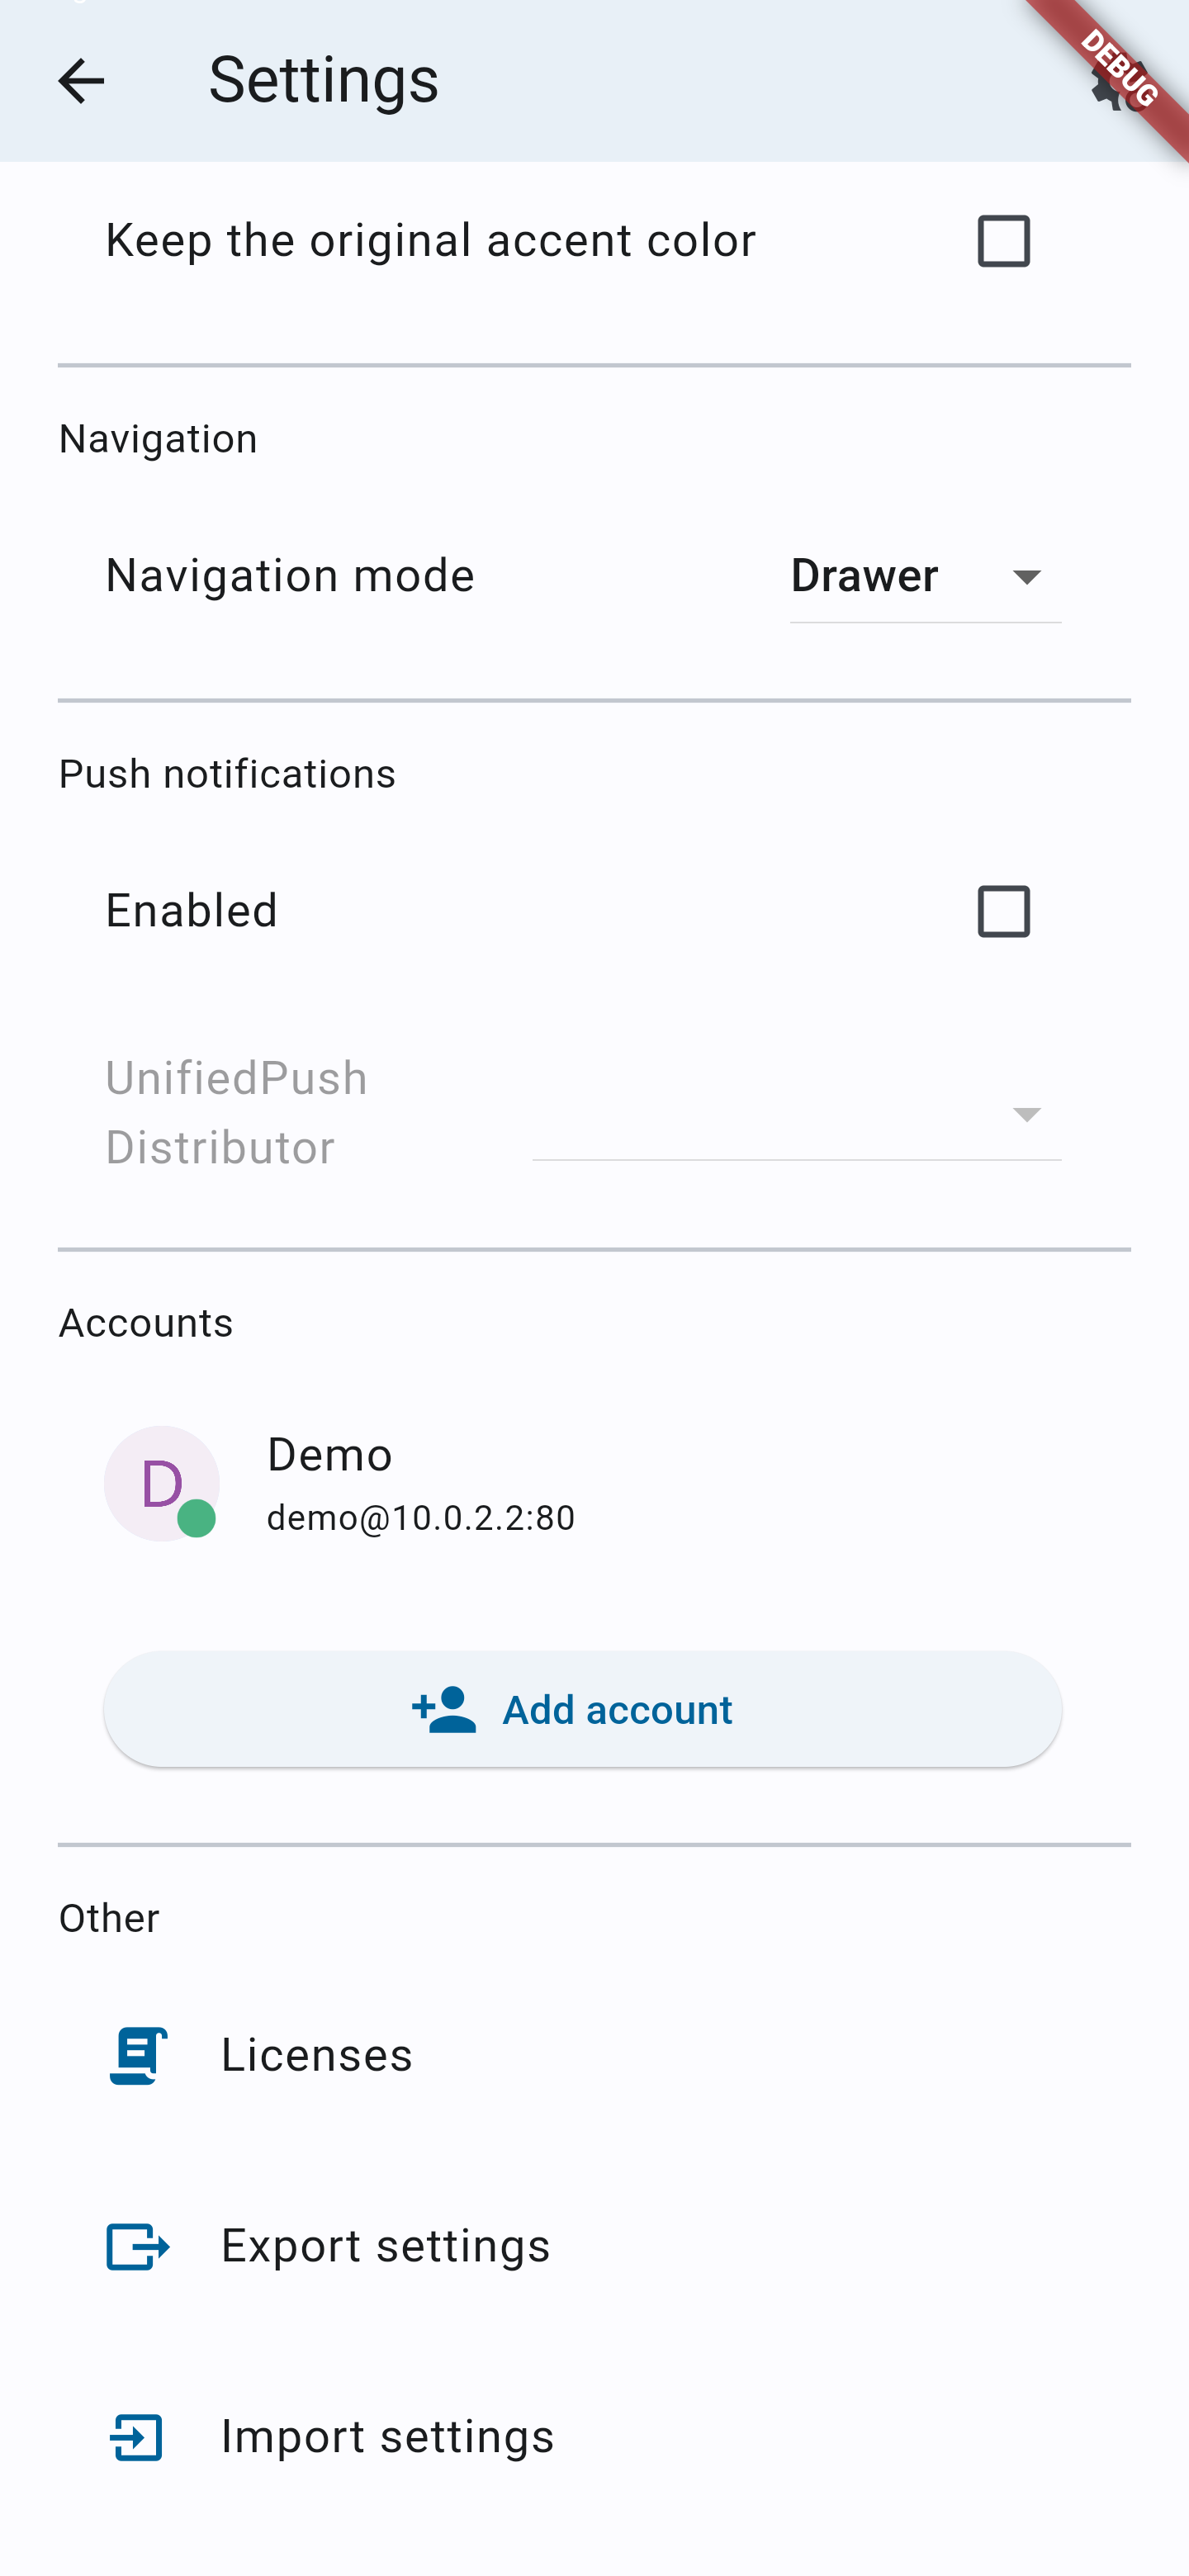 Settings
DEBUG
Keep the original accent color
Navigation
Navigation mode
Drawer
Push notifications
Enabled
UnifiedPush
Distributor
Accounts
D
Demo
demo@10.0.2.2:80
Add account
Other
Licenses
Export settings
Import settings